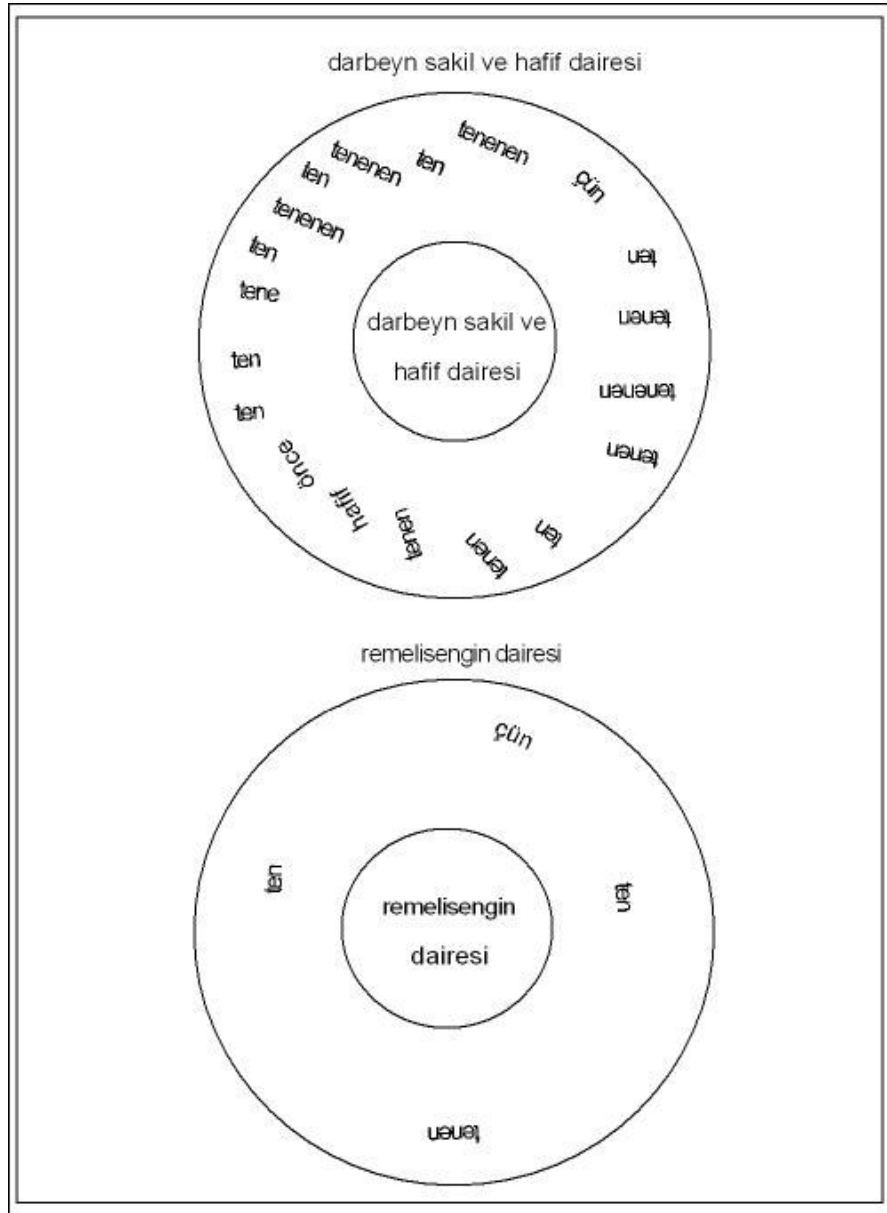 darbeyn sakil ve hafif dairesi
tenenen
çün
ten
tenen
tenenen
tenen
ten
tenen
tenen
hafif
önce
ten
ten
tene
ten
tenenen
ten
tenenen
ten
darbeyn sakil ve
hafif dairesi
remelisengin dairesi
çün
ten
tenen
ten
remelisengin
dairesi